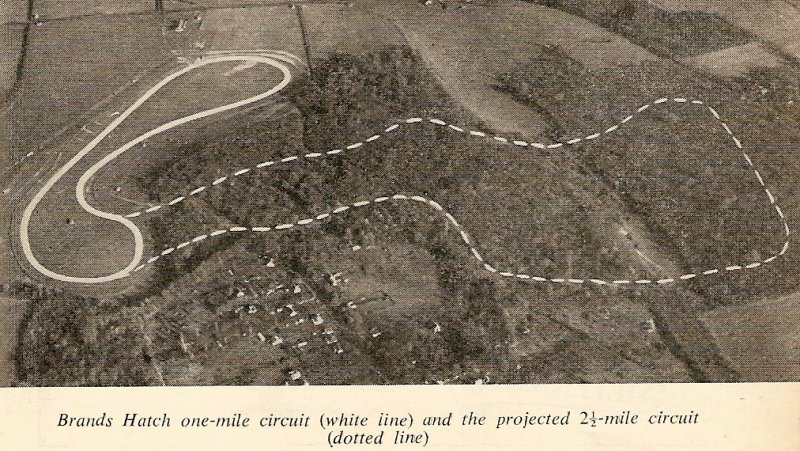 Brands Hatch one-mile circuit (white line) and the projected 2½-mile circuit
(dotted line)